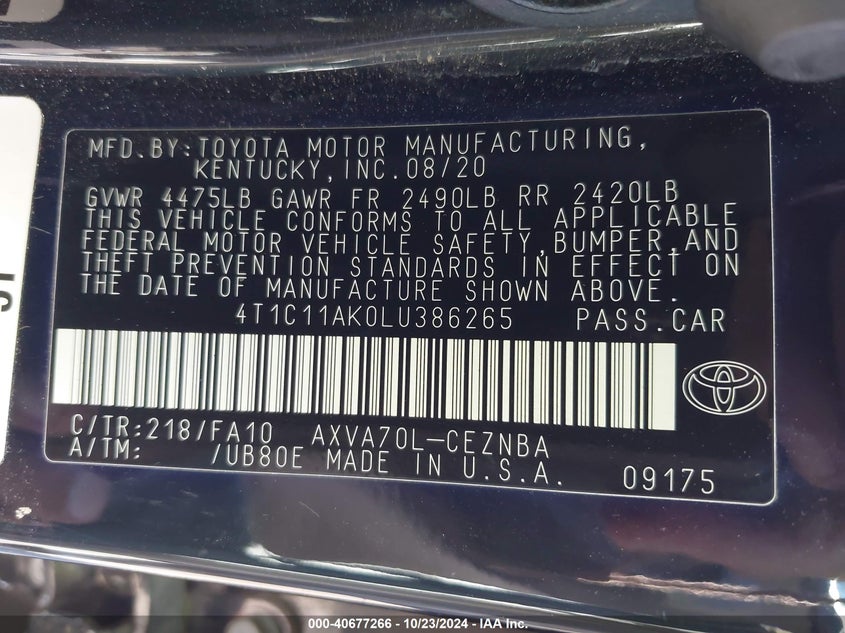 MFD.BY:TOYOTA MOTOR MANUFACTURING,
KENTUCKY,INC.08/20
GVWR 4475LB GAWR FR 2490LB RR 2420LB
THIS VEHICLE CONFORMS TO ALL APPLICABLE
FEDERAL MOTOR VEHICLE SAFETY,BUMPER,AND
THEFT PREVENTION STANDARDS IN EFFECT ON
THE DATE OF MANUFACTURE SHOWN ABOVE.
4T1C11AK0LU386265 PASS.CAR
C/TR:218/FA10 AXVA70L-CEZNBA
A/TM: /UB80E MADE IN U.S.A. 09175
000-40677266 - 10/23/2024 - IAA Inc.